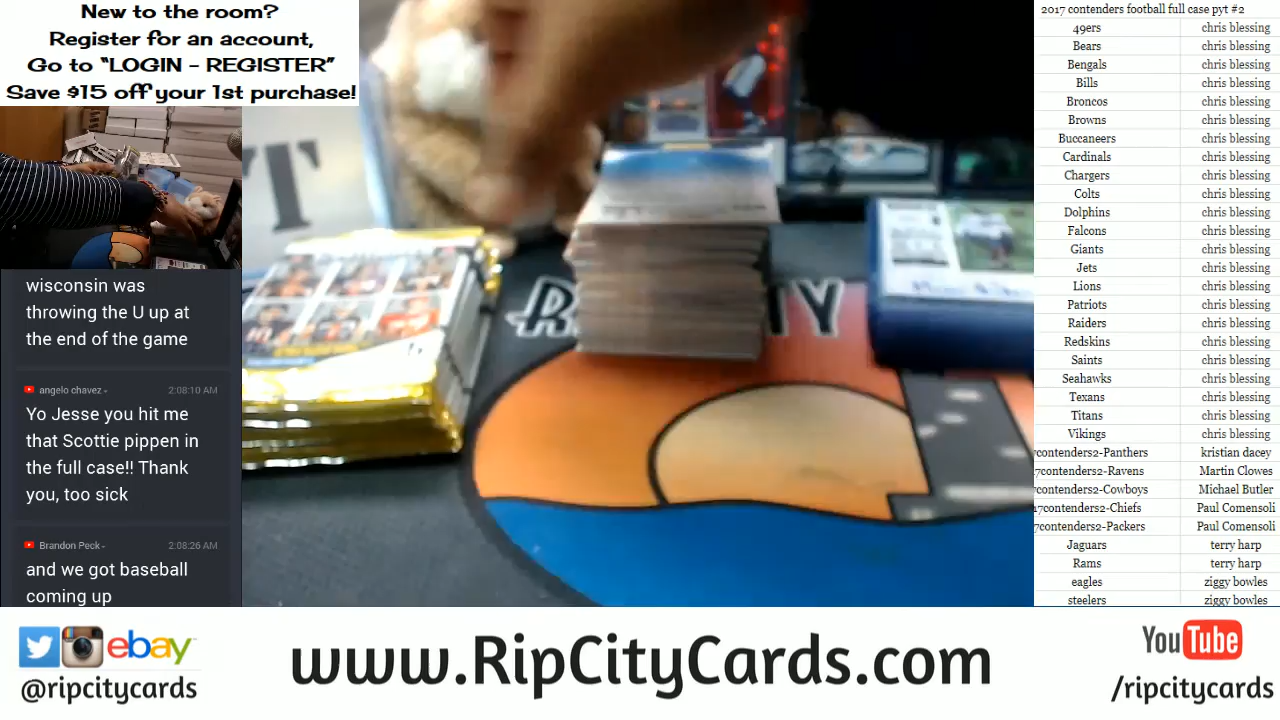 New to the room?
Register for an account,
Go to “LOGIN - REGISTER”
Save $15 off your 1st purchase!
wisconsin was
throwing the U up at
the end of the game
angelo chavez
2:08:10 AM
Yo Jesse you hit me
that Scottie pippen in
the full case!! Thank
you, too sick
Brandon Peck
2:08:26 AM
and we got baseball
coming up
2017 contenders football full case pyt #2
49ers chris blessing
Bears chris blessing
Bengals chris blessing
Bills chris blessing
Broncos chris blessing
Browns chris blessing
Buccaneers chris blessing
Cardinals chris blessing
Chargers chris blessing
Colts chris blessing
Dolphins chris blessing
Falcons chris blessing
Giants chris blessing
Jets chris blessing
Lions chris blessing
Patriots chris blessing
Raiders chris blessing
Redskins chris blessing
Saints chris blessing
Seahawks chris blessing
Texans chris blessing
Titans chris blessing
Vikings chris blessing
7contenders2-Panthers kristian dacey
7contenders2-Ravens Martin Clowes
7contenders2-Cowboys Michael Butler
17contenders2-Chiefs Paul Comensoli
7contenders2-Packers Paul Comensoli
Jaguars terry harp
Rams terry harp
eagles ziggy bowles
steelers ziggy bowles
ebay
@ripcitycards
www.RipCityCards.com
YouTube
/ripcitycards